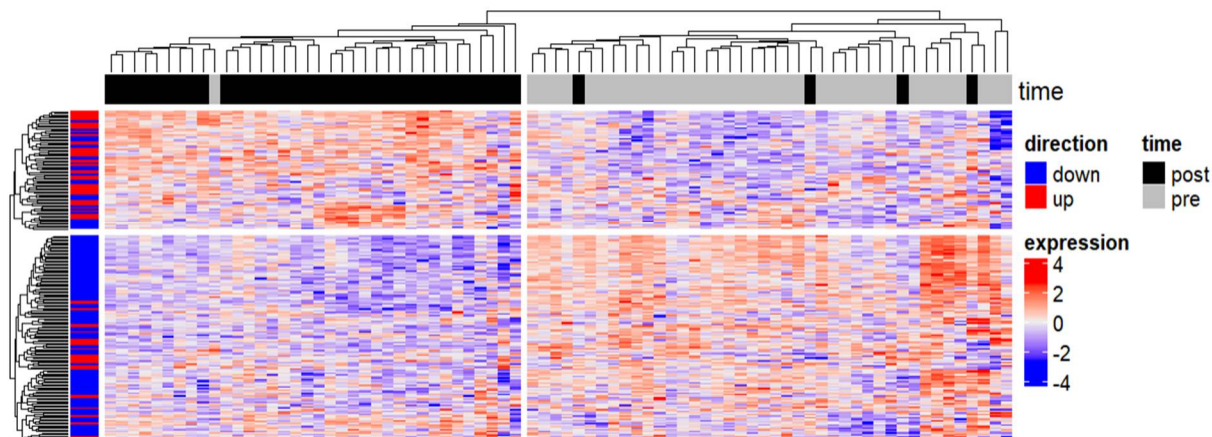 time
direction
down
up
time
post
pre
expression
4
2
0
-2
-4